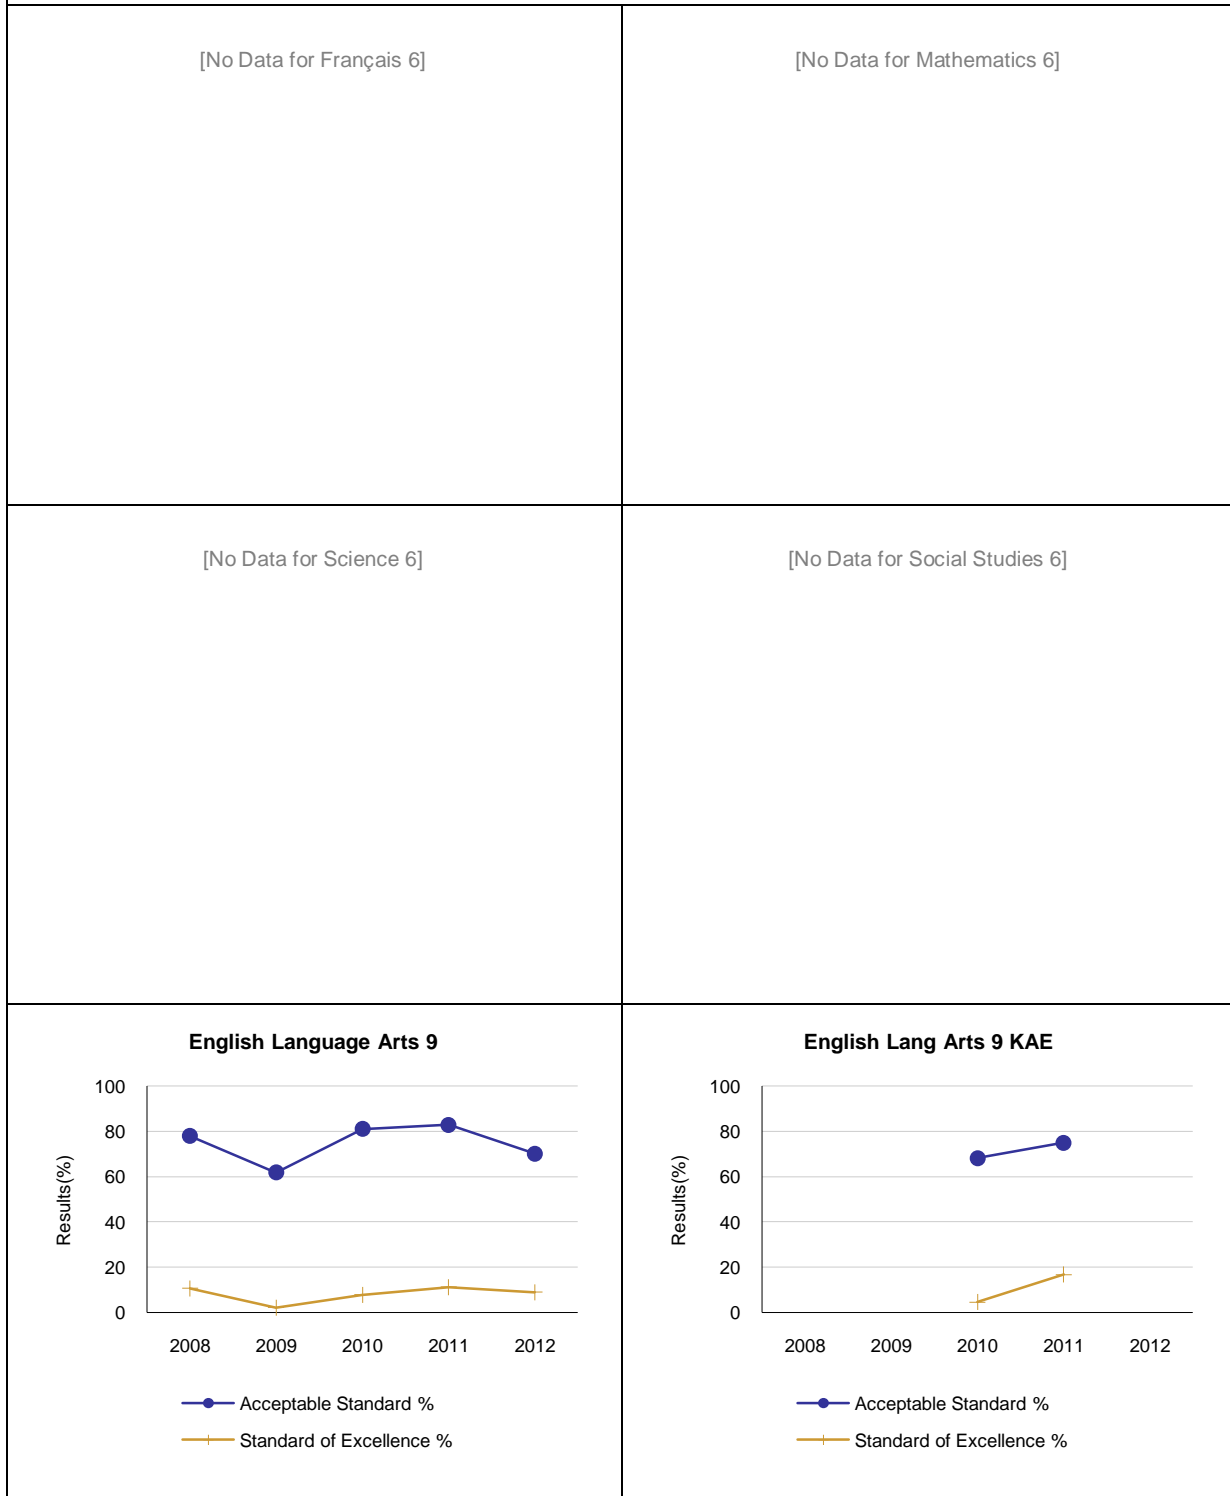 [No Data for Français 6]
[No Data for Mathematics 6]
[No Data for Science 6]
[No Data for Social Studies 6]
English Language Arts 9
100
80
60
40
20
0
Results(%)
2008 2009 2010 2011 2012
Acceptable Standard %
Standard of Excellence %
English Lang Arts 9 KAE
100
80
60
40
20
0
Results(%)
2008 2009 2010 2011 2012
Acceptable Standard %
Standard of Excellence %